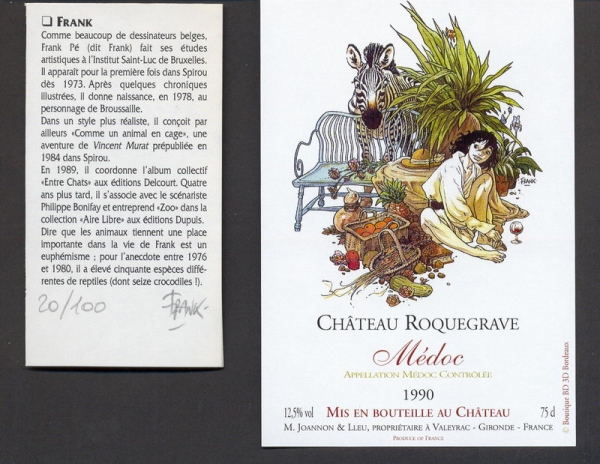 ❑ FRANK
Comme beaucoup de dessinateurs belges,
Frank Pé (dit Frank) fait ses études
artistiques à l'Institut Saint-Luc de Bruxelles.
Il apparaît pour la première fois dans Spirou
dès 1973. Après quelques chroniques
illustrées, il donne naissance, en 1978, au
personnage de Broussaille.
Dans un style plus réaliste, il conçoit par
ailleurs «Comme un animal en cage», une
aventure de Vincent Murat prépubliée en
1984 dans Spirou.
En 1989, il coordonne l'album collectif
«Entre Chats» aux éditions Delcourt. Quatre
ans plus tard, il s'associe avec le scénariste
Philippe Bonifay et entreprend «Zoo» dans la
collection «Aire Libre» aux éditions Dupuis.
Dire que les animaux tiennent une place
importante dans la vie de Frank est un
euphémisme ; pour l'anecdote entre 1976
et 1980, il a élevé cinquante espèces diffé-
rentes de reptiles (dont seize crocodiles !).
20/100 FRANK-
FRANK
CHÂTEAU ROQUEGRAVE
Médoc
APPELLATION MÉDOC CONTRÔLÉE
1990
12,5% vol MIS EN BOUTEILLE AU CHÂTEAU 75 cl
M. JOANNON & LLEU, PROPRIÉTAIRE À VALEYRAC - GIRONDE - FRANCE
PRODUCE OF FRANCE
© Boutique BD 3D Bordeaux